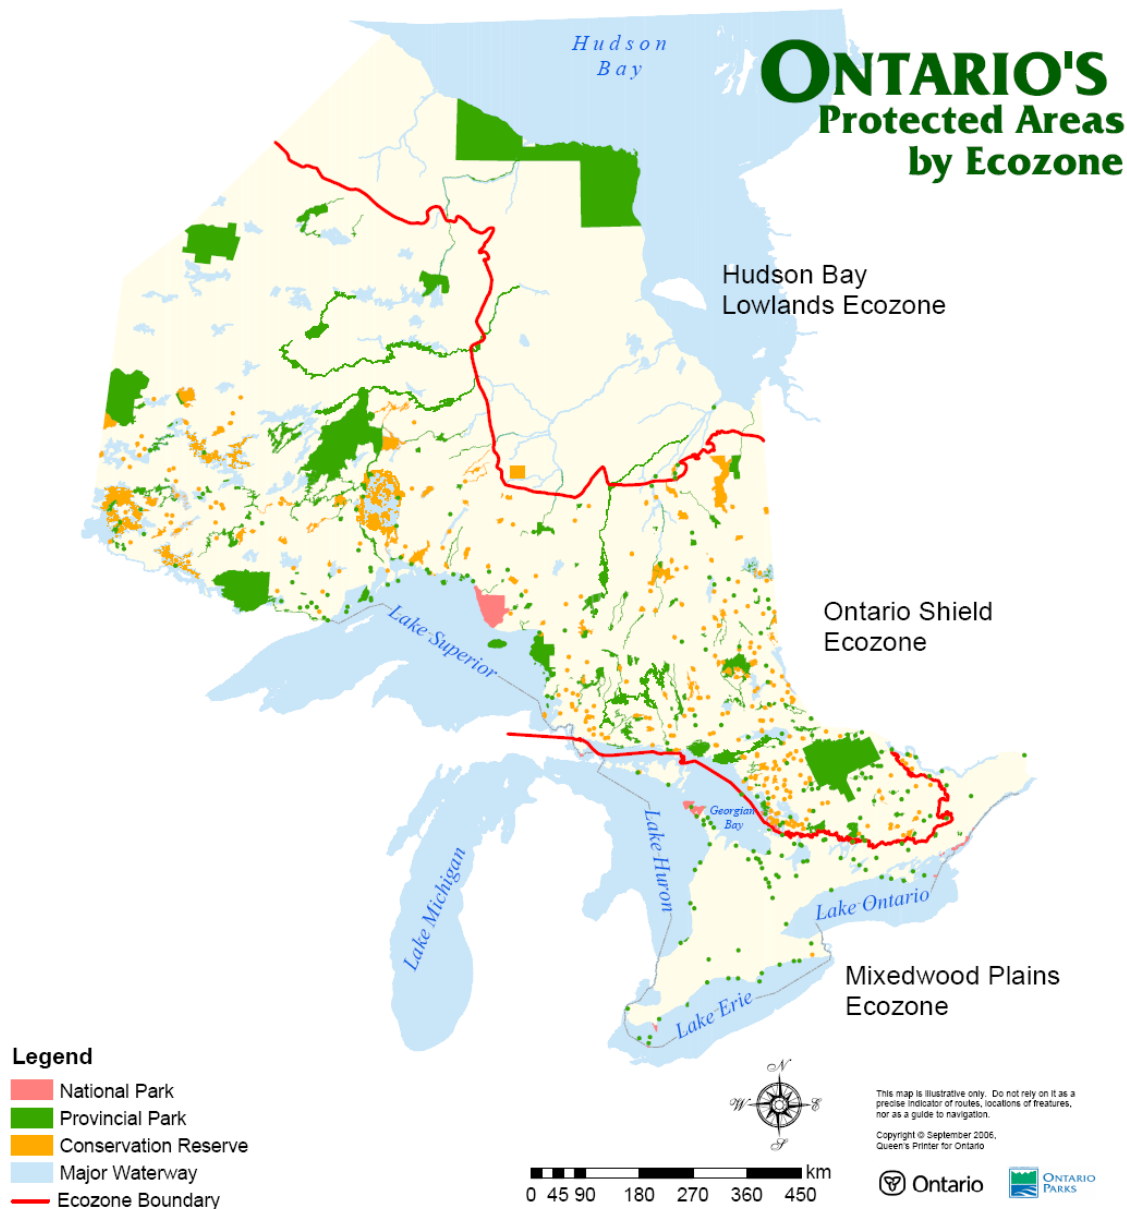 Hudson
Bay
ONTARIO'S
Protected Areas
by Ecozone
Hudson Bay
Lowlands Ecozone
Ontario Shield
Ecozone
Lake Superior
Georgian
Bay
Lake Huron
Lake Michigan
Lake Ontario
Mixedwood Plains
Ecozone
Lake Erie
Legend
National Park
Provincial Park
Conservation Reserve
Major Waterway
Ecozone Boundary
N
W E
S
km
0 45 90 180 270 360 450
This map is illustrative only. Do not rely on it as a
precise indicator of routes, locations of freatures,
nor as a guide to navigation.
Copyright © September 2006,
Queen's Printer for Ontario
Ontario
ONTARIO
PARKS